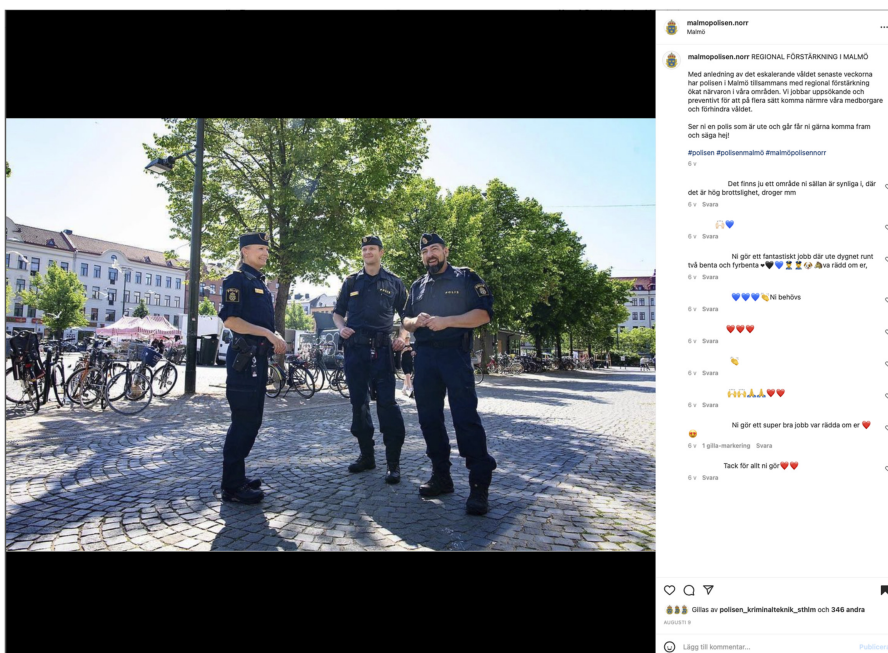 malmopolisen.norr
Malmö
malmopolisen.norr REGIONAL FÖRSTÄRKNING I MALMÖ
Med anledning av det eskalerande våldet senaste veckorna
har polisen i Malmö tillsammans med regional förstärkning
ökat närvaron i våra områden. Vi jobbar uppsökande och
preventivt för att på flera sätt komma närmre våra medborgare
och förhindra våldet.
Ser ni en polis som är ute och går får ni gärna komma fram
och säga hej!
#polisen #polisenmalmö #malmöpolisennorr
6 v
Det finns ju ett område ni sällan är synliga i, där
det är hög brottslighet, droger mm
6 v Svara
🙌🏻💙
6 v Svara
Ni gör ett fantastiskt jobb där ute dygnet runt
två benta och fyrbenta va rädd om er,
6 v Svara
💙💙💙👏 Ni behövs
6 v Svara
❤️❤️❤️
6 v Svara
👏
6 v Svara
🙌🏻🙌🏻🙏🙏❤️❤️
6 v Svara
Ni gör ett super bra jobb var rädda om er ❤️
😍
6 v 1 gilla-markering Svara
Tack för allt ni gör❤️❤️
6 v Svara
Gillas av polisen_kriminalteknik_sthlm och 346 andra
AUGUSTI 9
Lägg till kommentar...
Publicera